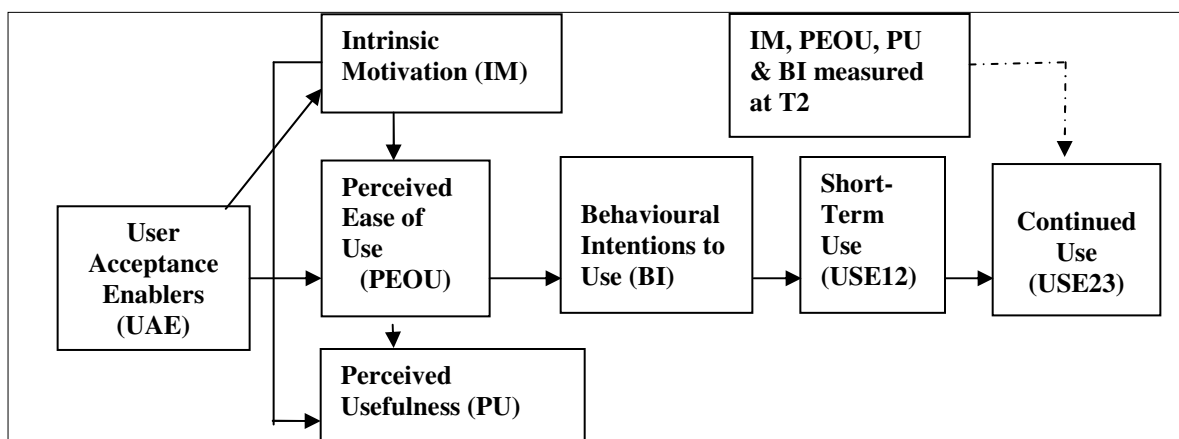 Intrinsic
Motivation (IM)
IM, PEOU, PU
& BI measured
at T2
User
Acceptance
Enablers
(UAE)
Perceived
Ease of
Use
(PEOU)
Behavioural
Intentions to
Use (BI)
Short-
Term
Use
(USE12)
Continued
Use
(USE23)
Perceived
Usefulness (PU)